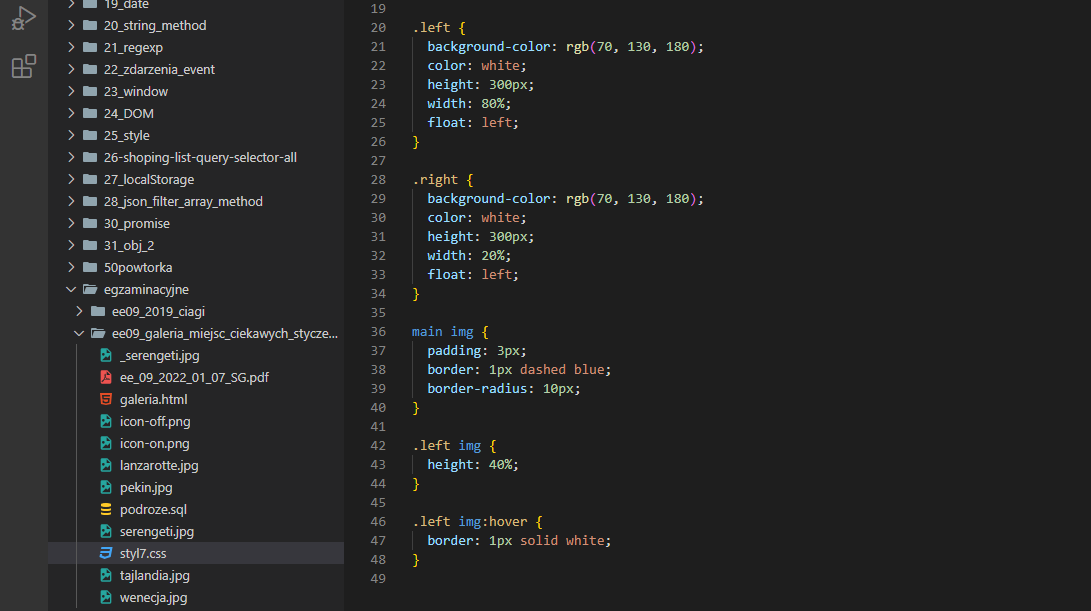 19_date
20_string_method
21_regexp
22_zdarzenia_event
23_window
24_DOM
25_style
26-shoping-list-query-selector-all
27_localStorage
28_json_filter_array_method
30_promise
31_obj_2
50powtorka
egzaminacyjne
ee09_2019_ciagi
ee09_galeria_miejsc_ciekawych_stycze...
_serengeti.jpg
ee_09_2022_01_07_SG.pdf
galeria.html
icon-off.png
icon-on.png
lanzarotte.jpg
pekin.jpg
podroze.sql
serengeti.jpg
styl7.css
tajlandia.jpg
wenecja.jpg
19
20 .left {
21 background-color: rgb(70, 130, 180);
22 color: white;
23 height: 300px;
24 width: 80%;
25 float: left;
26 }
27
28 .right {
29 background-color: rgb(70, 130, 180);
30 color: white;
31 height: 300px;
32 width: 20%;
33 float: left;
34 }
35
36 main img {
37 padding: 3px;
38 border: 1px dashed blue;
39 border-radius: 10px;
40 }
41
42 .left img {
43 height: 40%;
44 }
45
46 .left img:hover {
47 border: 1px solid white;
48 }
49